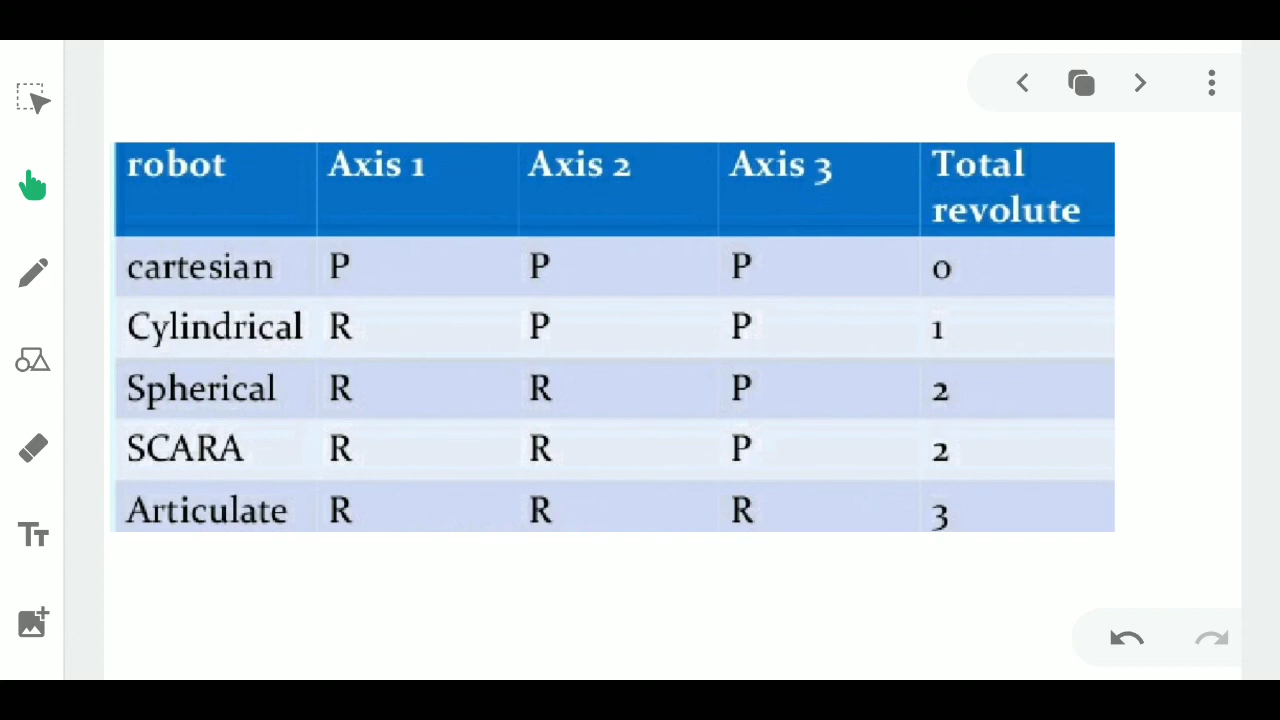 robot Axis 1 Axis 2 Axis 3 Total
revolute
cartesian P P P 0
Cylindrical R P P 1
Spherical R R P 2
SCARA R R P 2
Articulate R R R 3
TT